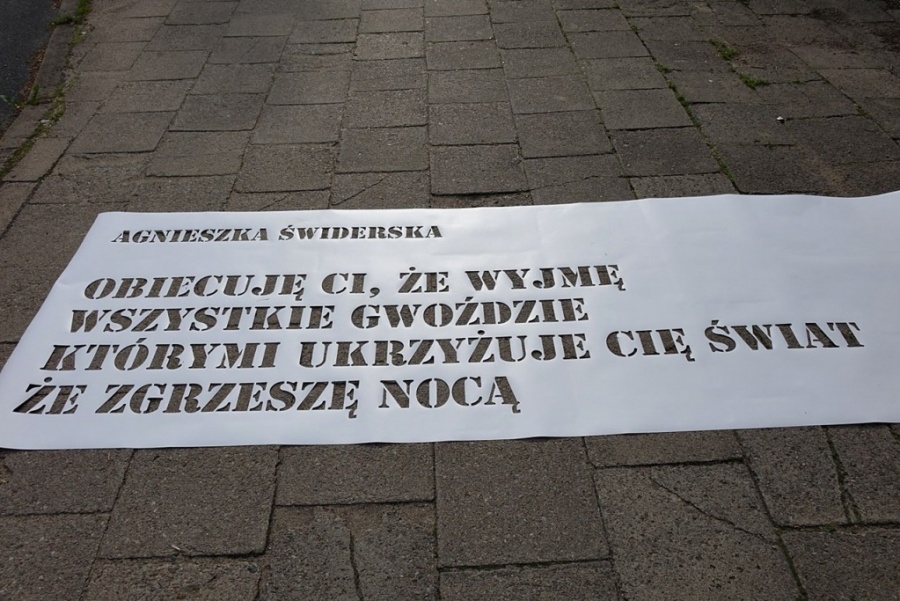 AGNIESZKA ŚWIDERSKA
OBIECUJĘ CI, ŻE WYJMĘ
WSZYSTKIE GWOŹDZIE
KTÓRYMI UKRZYŻUJE CIĘ ŚWIAT
ŻE ZGRZESZĘ NOCĄ